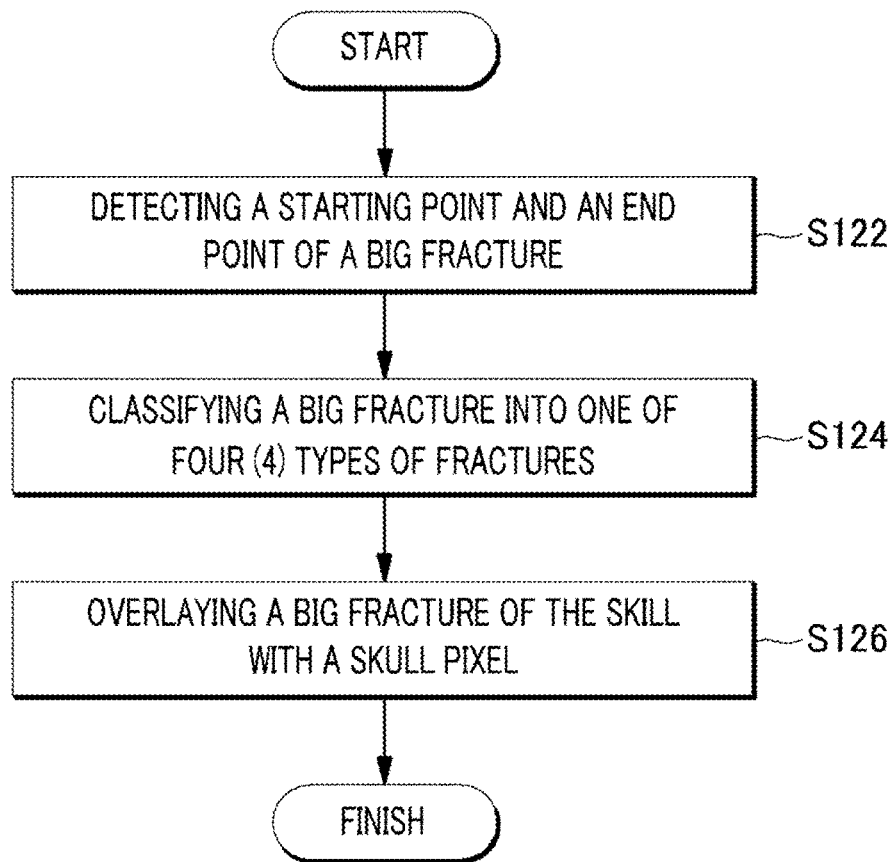 START
DETECTING A STARTING POINT AND AN END
POINT OF A BIG FRACTURE
S122
CLASSIFYING A BIG FRACTURE INTO ONE OF
FOUR (4) TYPES OF FRACTURES
S124
OVERLAYING A BIG FRACTURE OF THE SKILL
WITH A SKULL PIXEL
S126
FINISH